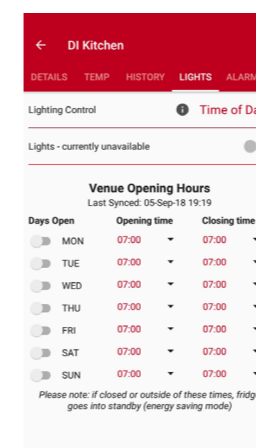 DI Kitchen
DETAILS TEMP HISTORY LIGHTS ALARM
Lighting Control Time of Da
Lights - currently unavailable
Venue Opening Hours
Last Synced: 05-Sep-18 19:19
Days Open Opening time Closing time
MON 07:00 07:00
TUE 07:00 07:00
WED 07:00 07:00
THU 07:00 07:00
FRI 07:00 07:00
SAT 07:00 07:00
SUN 07:00 07:00
Please note: if closed or outside of these times, fridge
goes into standby (energy saving mode)